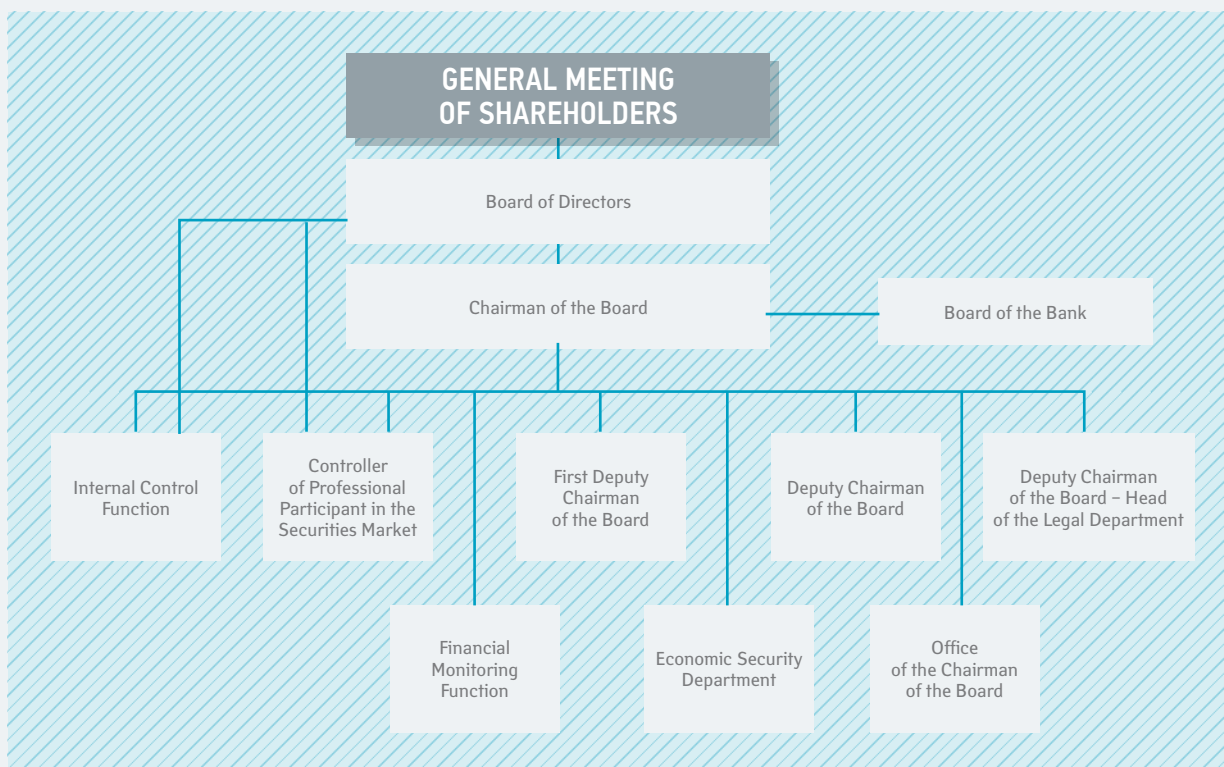 GENERAL MEETING
OF SHAREHOLDERS
Board of Directors
Chairman of the Board
Board of the Bank
Internal Control
Function
Controller
of Professional
Participant in the
Securities Market
First Deputy
Chairman
of the Board
Deputy Chairman
of the Board
Deputy Chairman
of the Board – Head
of the Legal Department
Financial
Monitoring
Function
Economic Security
Department
Office
of the Chairman
of the Board